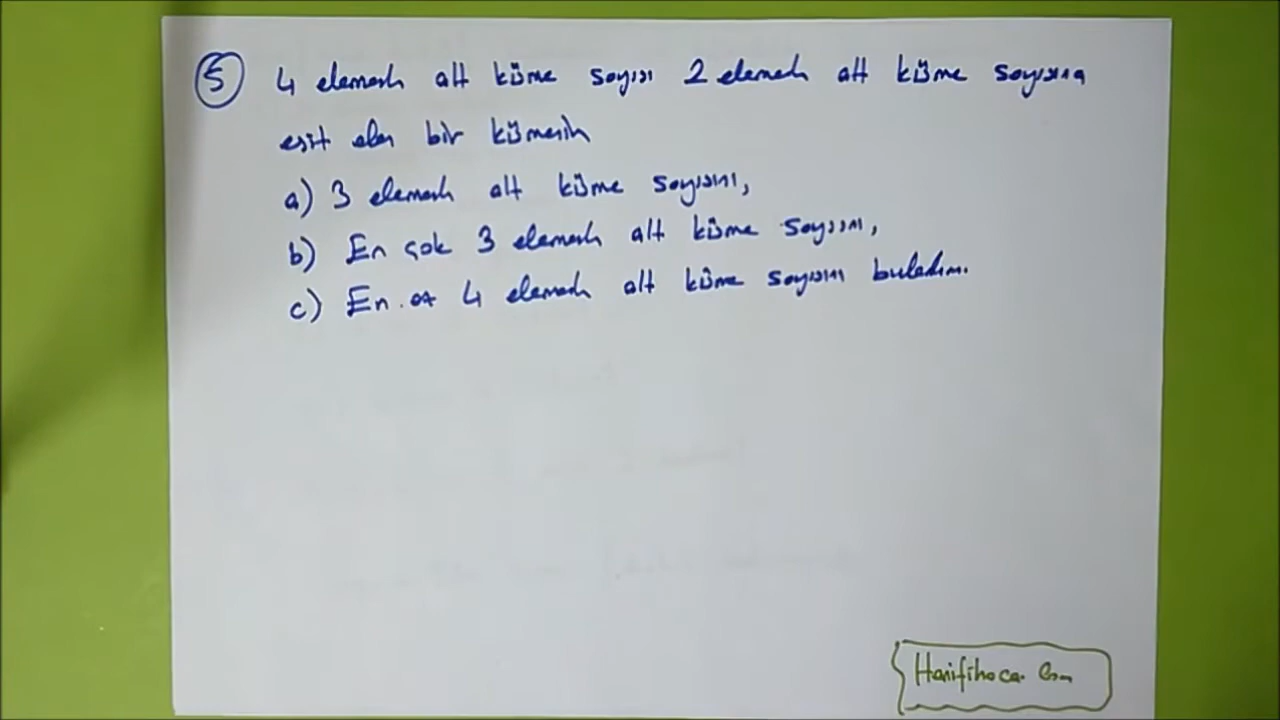 5 4 elemanlı alt küme sayısı 2 elemanlı alt küme sayısına
eşit olan bir kümenin
a) 3 elemanlı alt küme sayısını,
b) En çok 3 elemanlı alt küme sayısını,
c) En az 4 elemanlı alt küme sayısını bulalım.
Hanifihoca.com